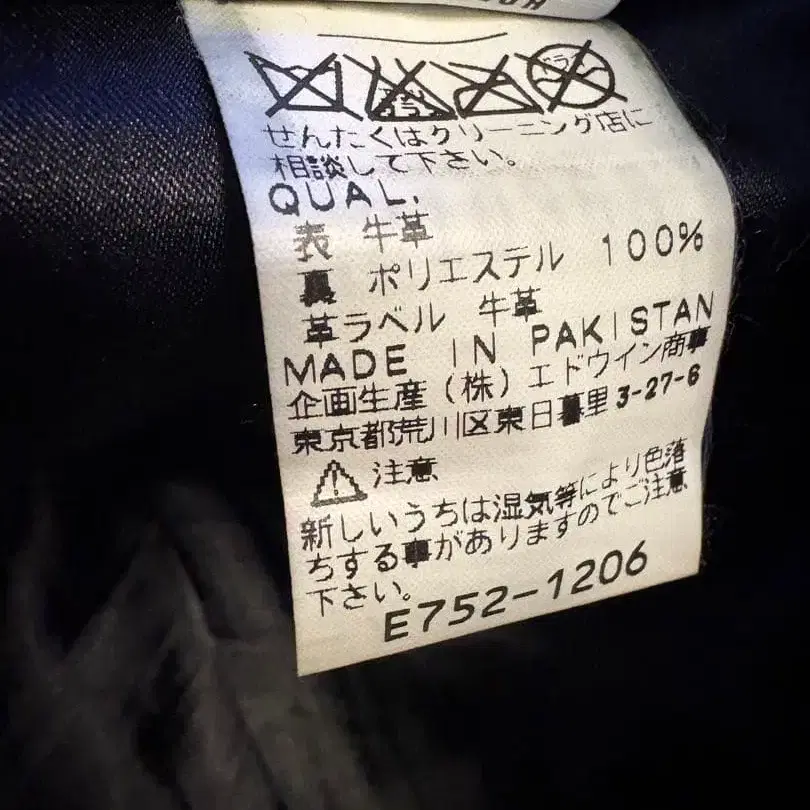 せんたくはクリーニング店に
相談して下さい。
QUAL.
表 牛革
裏 ポリエステル 100%
革ラベル 牛革
MADE IN PAKISTAN
企画生産(株)エドウイン商事
東京都荒川区東日暮里3-27-6
注意
新しいうちは湿気等により色落
ちする事がありますのでご注意
下さい。
E752-1206